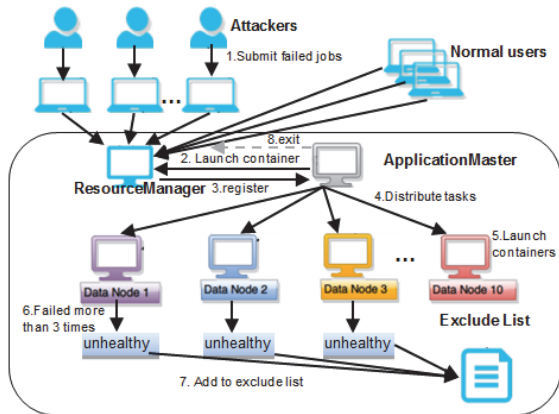 Attackers
1.Submit failed jobs
Normal users
8.exit
2. Launch container
ApplicationMaster
ResourceManager
3.register
4.Distribute tasks
5.Launch
containers
Data Node 1
Data Node 2
Data Node 3
Data Node 10
6.Failed more
than 3 times
Exclude List
unhealthy
unhealthy
unhealthy
7. Add to exclude list